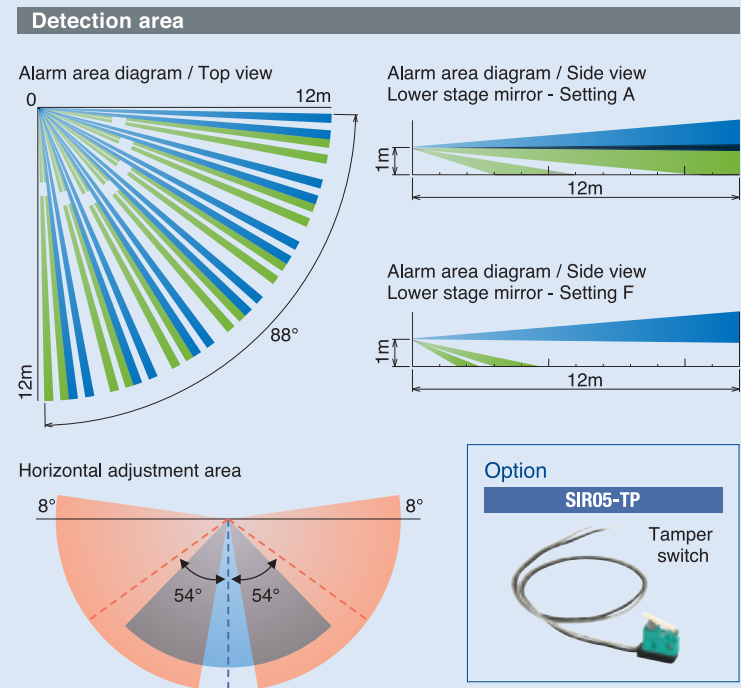 Detection area
Alarm area diagram / Top view
0
12m
88°
12m
Alarm area diagram / Side view
Lower stage mirror - Setting A
1m
12m
Alarm area diagram / Side view
Lower stage mirror - Setting F
1m
12m
Horizontal adjustment area
8°
8°
54°
54°
Option
SIR05-TP
Tamper
switch